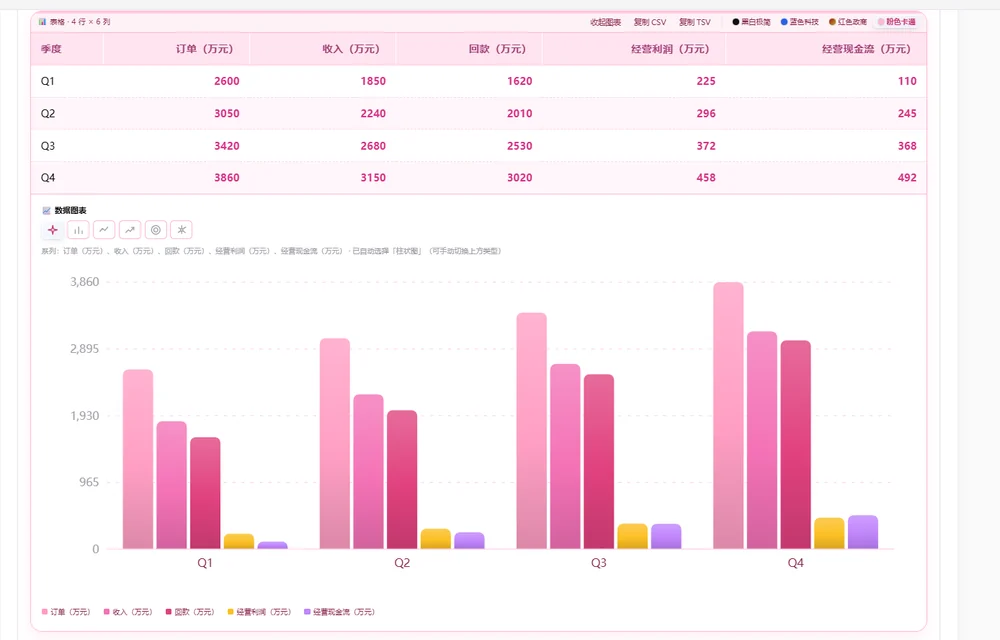 表格 · 4 行 × 6 列 收起图表 复制 CSV 复制 TSV 黑白极简 蓝色科技 红色政商 粉色卡通
季度 订单（万元） 收入（万元） 回款（万元） 经营利润（万元） 经营现金流（万元）
Q1 2600 1850 1620 225 110
Q2 3050 2240 2010 296 245
Q3 3420 2680 2530 372 368
Q4 3860 3150 3020 458 492
数据图表
系列：订单（万元）、收入（万元）、回款（万元）、经营利润（万元）、经营现金流（万元） · 已自动选择「柱状图」（可手动切换上方类型）
3,860
2,895
1,930
965
0
Q1 Q2 Q3 Q4
订单（万元） 收入（万元） 回款（万元） 经营利润（万元） 经营现金流（万元）